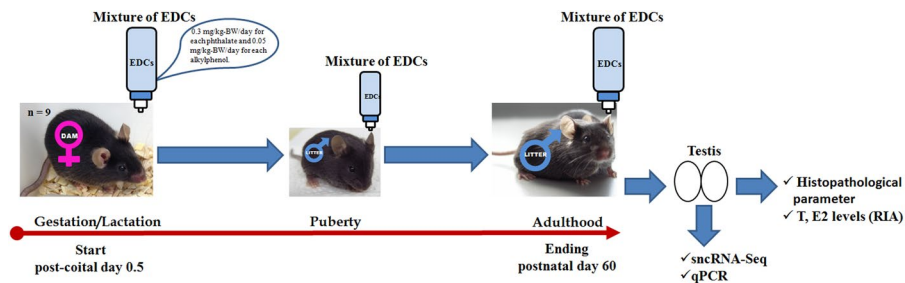 Mixture of EDCs
0.3 mg/kg-BW/day for
each phthalate and 0.05
mg/kg-BW/day for each
alkylphenol.
EDCs
n = 9
DAM
Mixture of EDCs
EDCs
LITTER
Mixture of EDCs
EDCs
LITTER
Testis
✓ Histopathological
parameter
✓ T, E2 levels (RIA)
✓sncRNA-Seq
✓qPCR
Gestation/Lactation
Puberty
Adulthood
Start
post-coital day 0.5
Ending
postnatal day 60